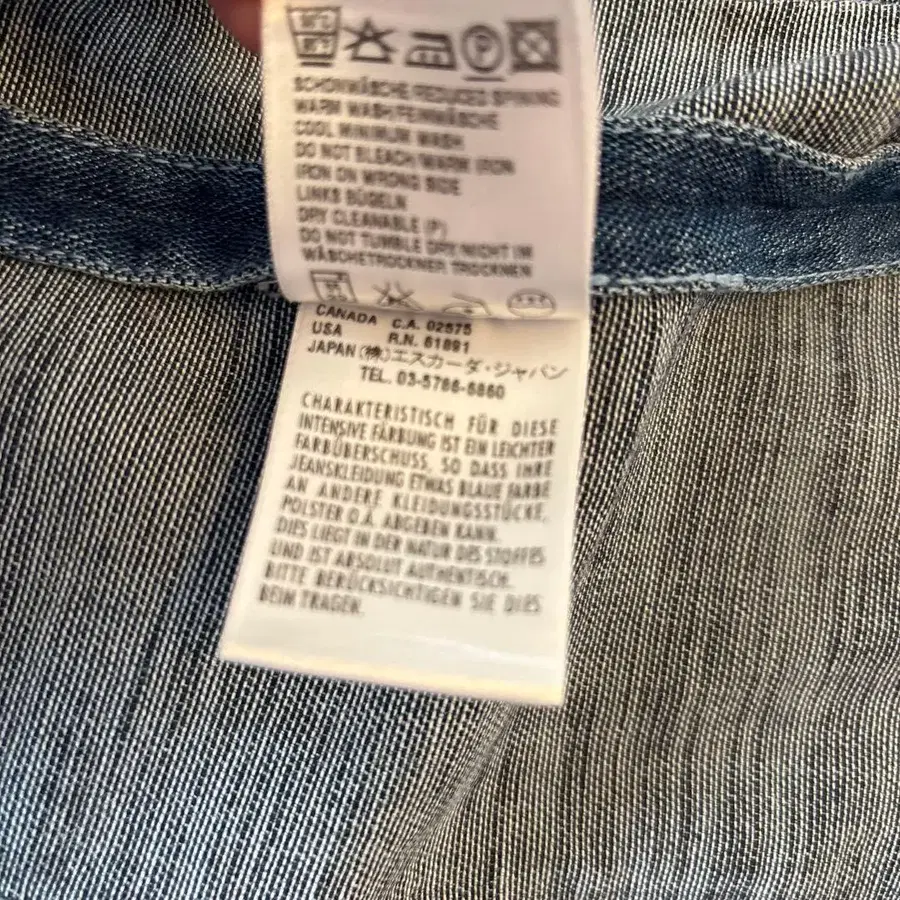 SCHONWÄSCHE/REDUCED SPINNING
WARM WASH/FEINWÄSCHE
COOL MINIMUM WASH
DO NOT BLEACH/WARM IRON
IRON ON WRONG SIDE
LINKS BÜGELN
DRY CLEANABLE (P)
DO NOT TUMBLE DRY/NICHT IM
WÄSCHETROCKNER TROCKNEN
CANADA C.A. 02575
USA R.N. 61891
JAPAN (株)エスカーダ・ジャパン
TEL. 03-5786-6860
CHARAKTERISTISCH FÜR DIESE
INTENSIVE FÄRBUNG IST EIN LEICHTER
FARBÜBERSCHUSS, SO DASS IHRE
JEANSKLEIDUNG ETWAS BLAUE FARBE
AN ANDERE KLEIDUNGSSTÜCKE,
POLSTER O.Ä. ABGEBEN KANN.
DIES LIEGT IN DER NATUR DES STOFFES
UND IST ABSOLUT AUTHENTISCH.
BITTE BERÜCKSICHTIGEN SIE DIES
BEIM TRAGEN.